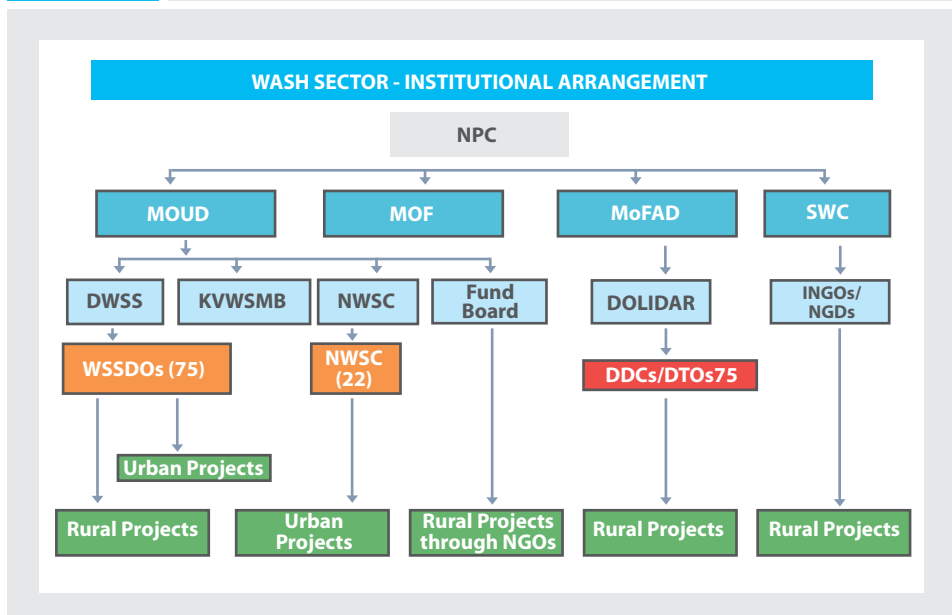 WASH SECTOR - INSTITUTIONAL ARRANGEMENT
NPC
MOUD
MOF
MoFAD
SWC
DWSS
KVWSMB
NWSC
Fund
Board
DOLIDAR
INGOs/
NGDs
WSSDOs (75)
NWSC
(22)
DDCs/DTOs75
Urban Projects
Rural Projects
Urban
Projects
Rural Projects
through NGOs
Rural Projects
Rural Projects